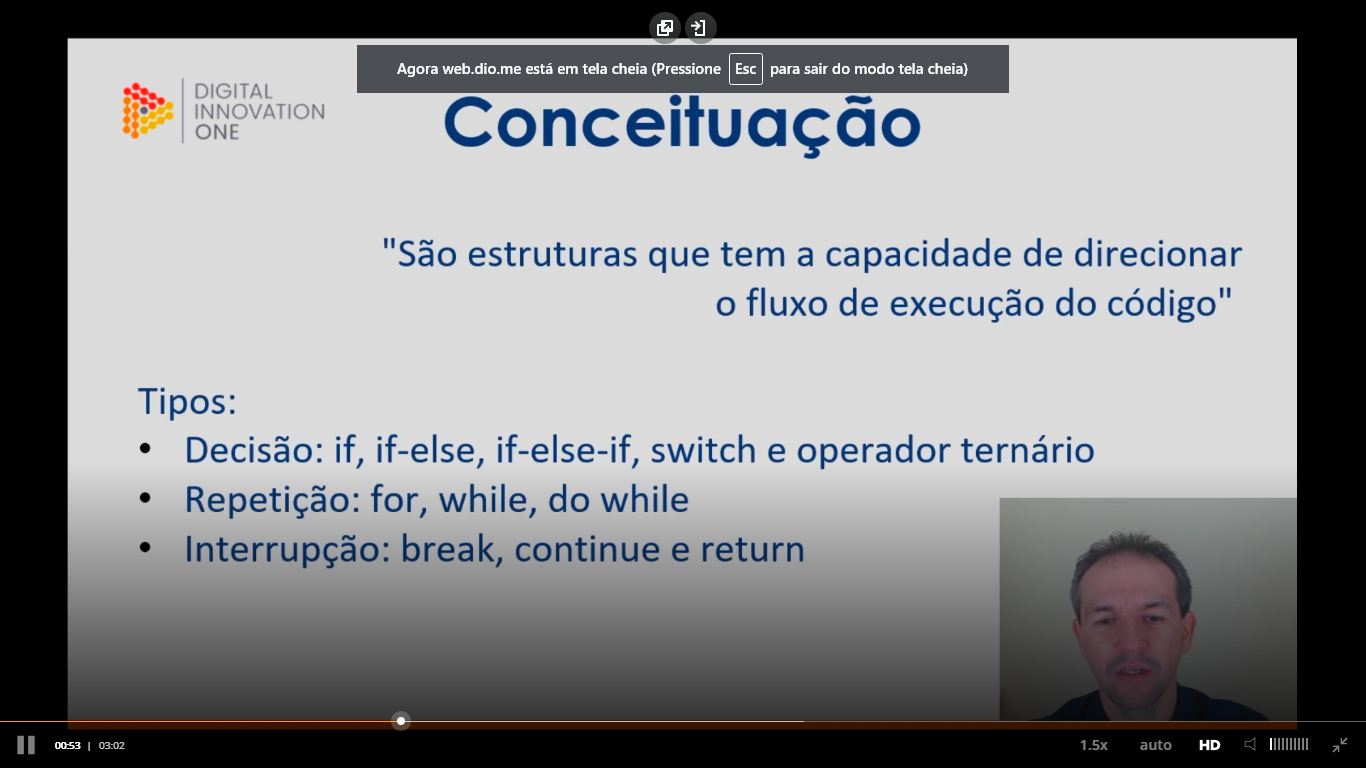 Agora web.dio.me está em tela cheia (Pressione Esc para sair do modo tela cheia)
DIGITAL
INNOVATION
ONE
Conceituação
"São estruturas que tem a capacidade de direcionar
o fluxo de execução do código"
Tipos:
• Decisão: if, if-else, if-else-if, switch e operador ternário
• Repetição: for, while, do while
• Interrupção: break, continue e return
00:53 | 03:02
1.5x auto HD